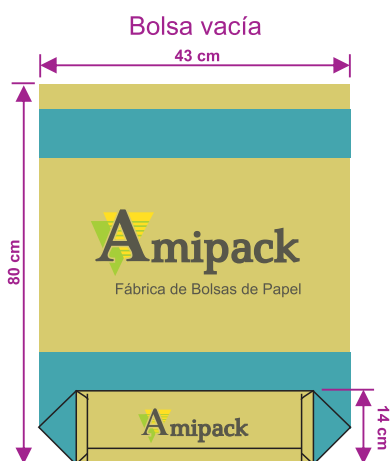 Bolsa vacía
43 cm
80 cm
Amipack
Fábrica de Bolsas de Papel
Amipack
14 cm